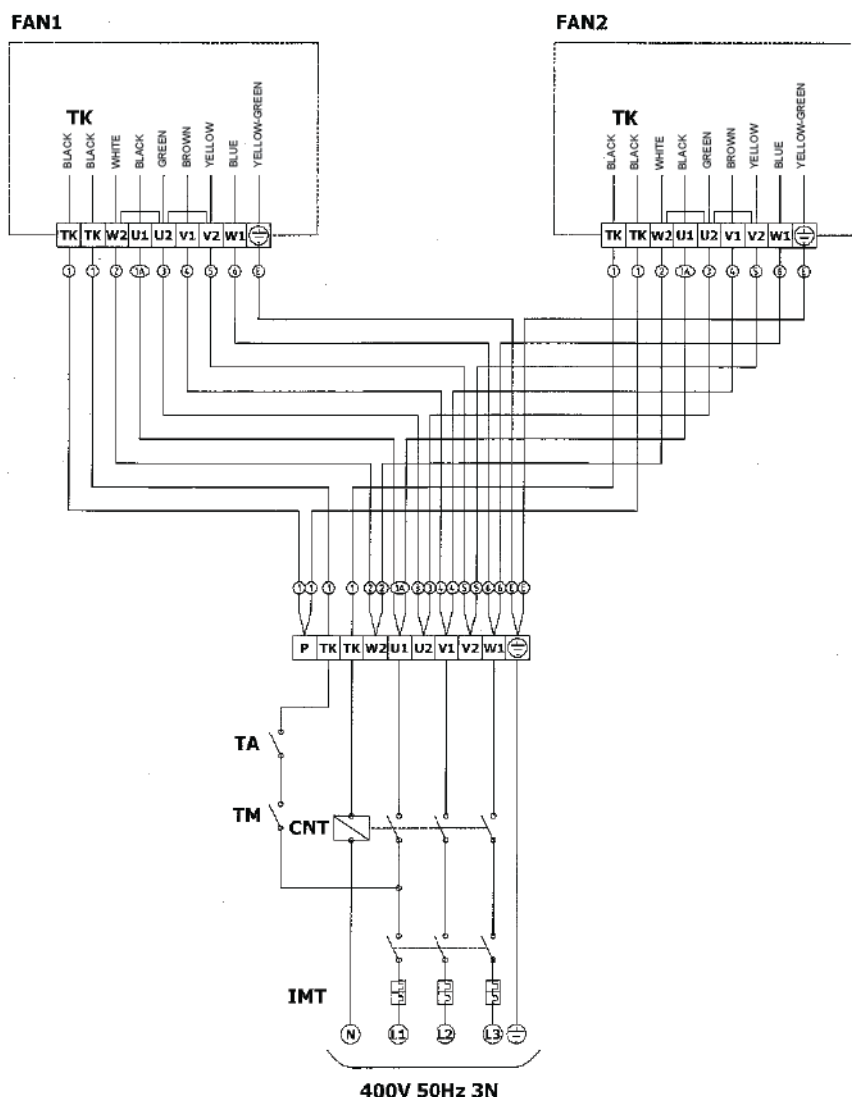 FAN1 FAN2
TK TK
BLACK BLACK WHITE BLACK GREEN BROWN YELLOW BLUE YELLOW-GREEN
BLACK BLACK WHITE BLACK GREEN BROWN YELLOW BLUE YELLOW-GREEN
TK TK W2 U1 U2 V1 V2 W1
TK TK W2 U1 U2 V1 V2 W1
1 1 2 1A 3 4 5 6 E
1 1 2 1A 3 4 5 6 E
1 1 1 1 2 2 1A 3 3 4 4 5 5 6 6 E E
P TK TK W2 U1 U2 V1 V2 W1
TA
TM
CNT
IMT
N L1 L2 L3
400V 50Hz 3N